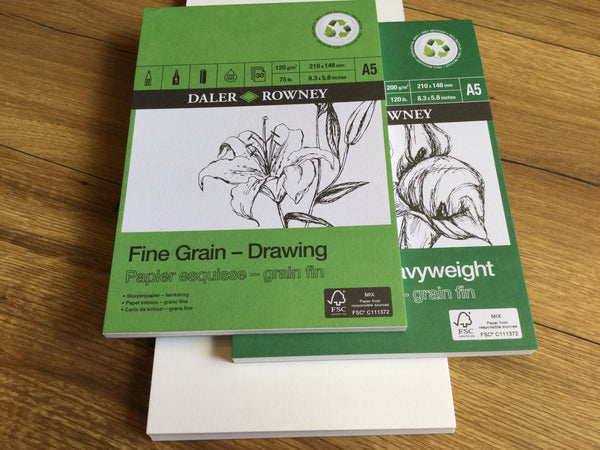 120 g/m²
210 x 148 mm
75 lb.
8.3 x 5.8 inches
30
A5
DALER ROWNEY
Fine Grain – Drawing
Papier esquisse – grain fin
• Skizzenpapier – feinkörnig
• Papel esbozo – grano fino
• Carta da schizzi – grana fine
FSC
MIX
Paper from
responsible sources
FSC® C111372
200 g/m²
210 x 148 mm
120 lb.
8.3 x 5.8 inches
A5
ROWNEY
avyweight
– grain fin
FSC
MIX
Paper from
responsible sources
FSC® C111372